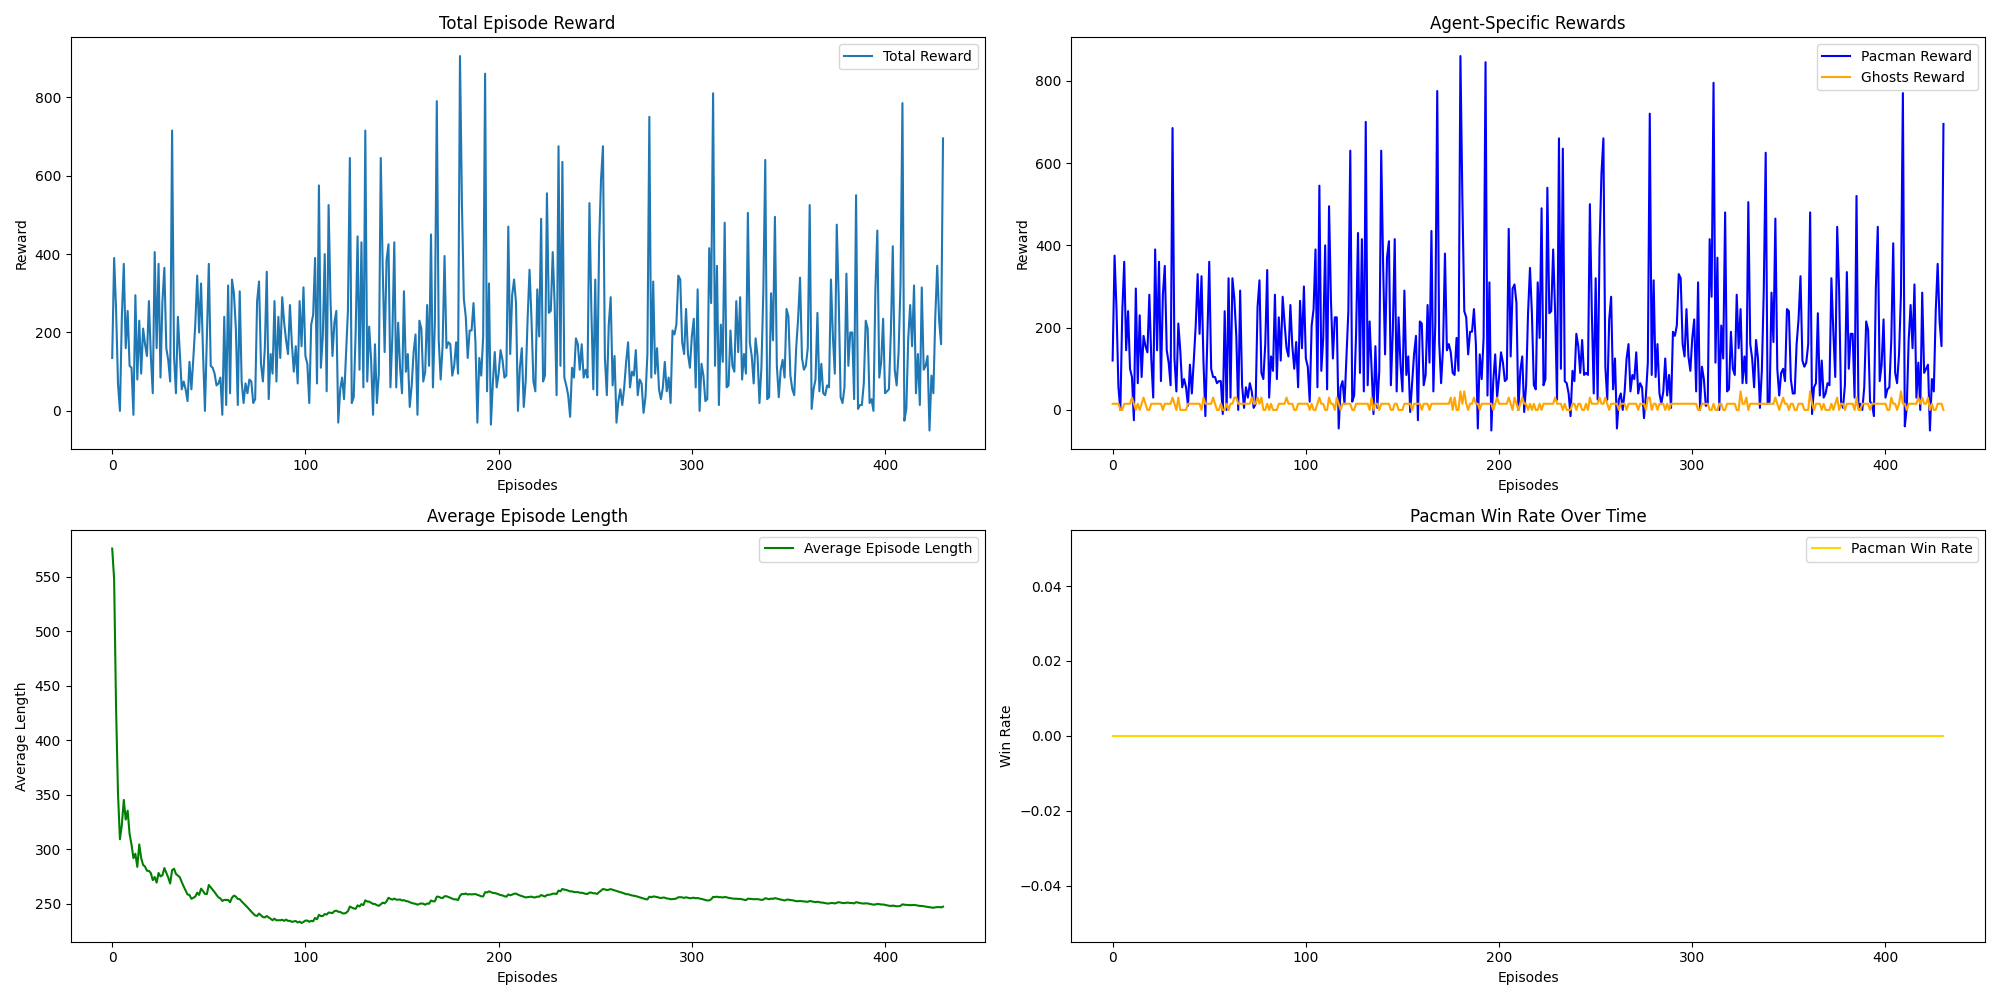 Total Episode Reward
Total Reward
800
600
400
200
0
Reward
0 100 200 300 400
Episodes
Agent-Specific Rewards
Pacman Reward
Ghosts Reward
800
600
400
200
0
Reward
0 100 200 300 400
Episodes
Average Episode Length
Average Episode Length
550
500
450
400
350
300
250
Average Length
0 100 200 300 400
Episodes
Pacman Win Rate Over Time
Pacman Win Rate
0.04
0.02
0.00
−0.02
−0.04
Win Rate
0 100 200 300 400
Episodes